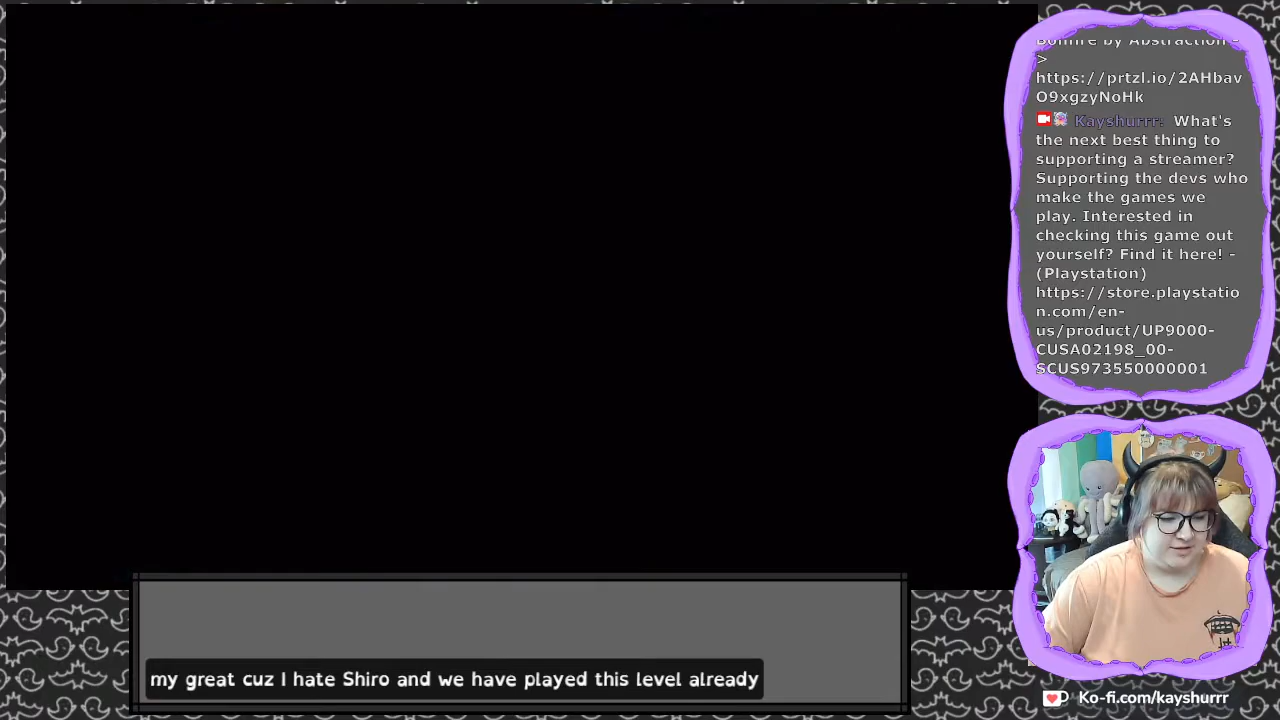 Bonfire by Abstraction -
>
https://prtzl.io/2AHbav
O9xgzyNoHk
Kayshurrr: What's
the next best thing to
supporting a streamer?
Supporting the devs who
make the games we
play. Interested in
checking this game out
yourself? Find it here! -
(Playstation)
https://store.playstatio
n.com/en-
us/product/UP9000-
CUSA02198_00-
SCUS973550000001
my great cuz I hate Shiro and we have played this level already
Ko-fi.com/kayshurrr